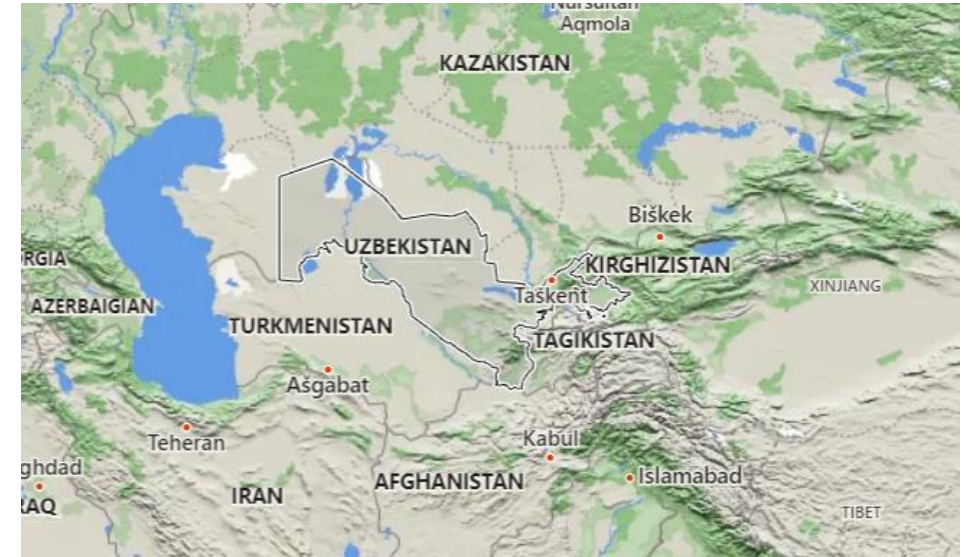 Nursultan
Aqmola
KAZAKISTAN
Biškek
UZBEKISTAN
KIRGHIZISTAN
RGIA
XINJIANG
Taškent
AZERBAIGIAN
TURKMENISTAN
TAGIKISTAN
Ašgabat
Teheran
Kabul
ghdad
Islamabad
AFGHANISTAN
IRAN
RAQ
TIBET